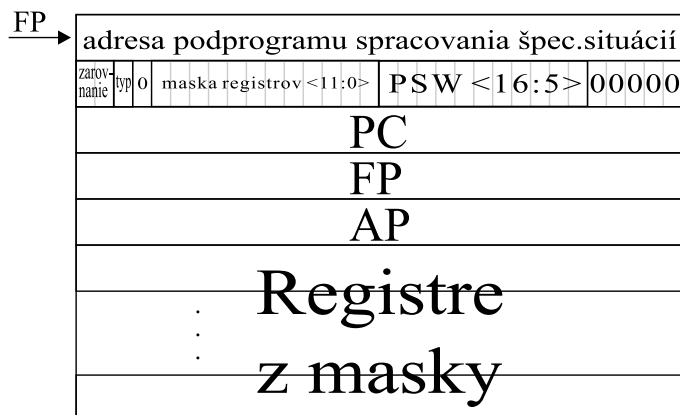 FP
adresa podprogramu spracovania špec.situácií
zarov-
nanie typ 0 maska registrov <11:0> PSW <16:5> 00000
PC
FP
AP
Registre
z masky